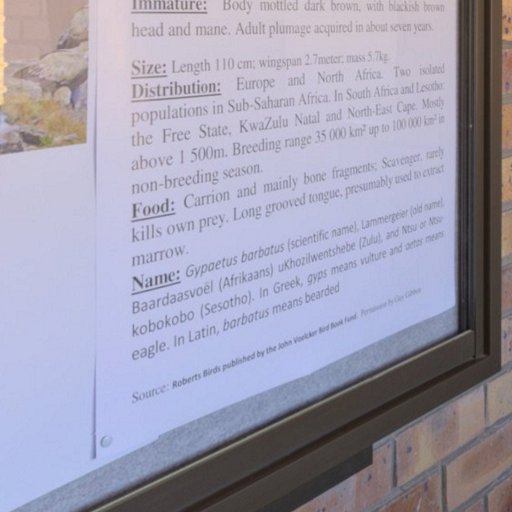 Immature: Body mottled dark brown, with blackish brown
head and mane. Adult plumage acquired in about seven years.
Size: Length 110 cm; wingspan 2.7meter; mass 5.7kg.
Distribution: Europe and North Africa. Two isolated
populations in Sub-Saharan Africa. In South Africa and Lesotho:
the Free State, KwaZulu Natal and North-East Cape. Mostly
above 1 500m. Breeding range 35 000 km² up to 100 000 km² in
non-breeding season.
Food: Carrion and mainly bone fragments; Scavenger, rarely
kills own prey. Long grooved tongue, presumably used to extract
marrow.
Name: Gypaetus barbatus (scientific name), Lammergeier (old name),
Baardaasvoël (Afrikaans) uKhozilwentshebe (Zulu), and Ntsu or Ntsu-
kobokobo (Sesotho). In Greek, gyps means vulture and aetos means
eagle. In Latin, barbatus means bearded
Source: Roberts Birds published by the John Voelcker Bird Book Fund. Permission by Guy Gibbon